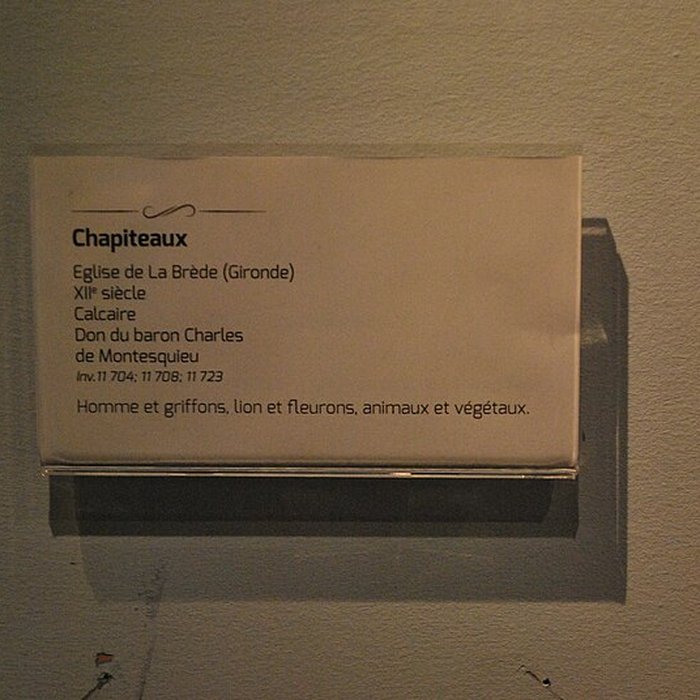 Chapiteaux
Eglise de La Brède (Gironde)
XIIe siècle
Calcaire
Don du baron Charles
de Montesquieu
Inv.11 704; 11 708; 11 723
Homme et griffons, lion et fleurons, animaux et végétaux.